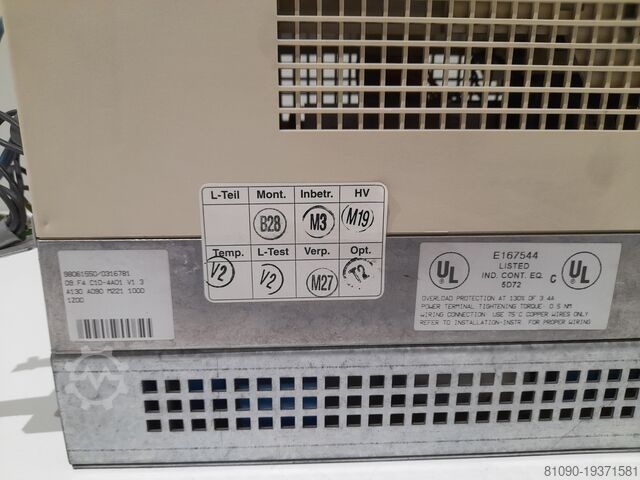 L-Teil Mont. Inbetr. HV
B28 M3 M19
Temp. L-Test Verp. Opt.
V2 V2 M27 T2
98061550/0316781
08.F4.C1D-4A01 V1.3
A130 A080 M221 1000
1Z00
UL E167544 UL
LISTED
IND. CONT. EQ. C
5D72
OVERLOAD PROTECTION AT 130% OF 3.4A
POWER TERMINAL TIGHTENING TORQUE: 0.5 NM
WIRING CONNECTION: USE 75°C COPPER WIRES ONLY
REFER TO INSTALLATION-INSTR. FOR PROPER WIRING
81090-19371581